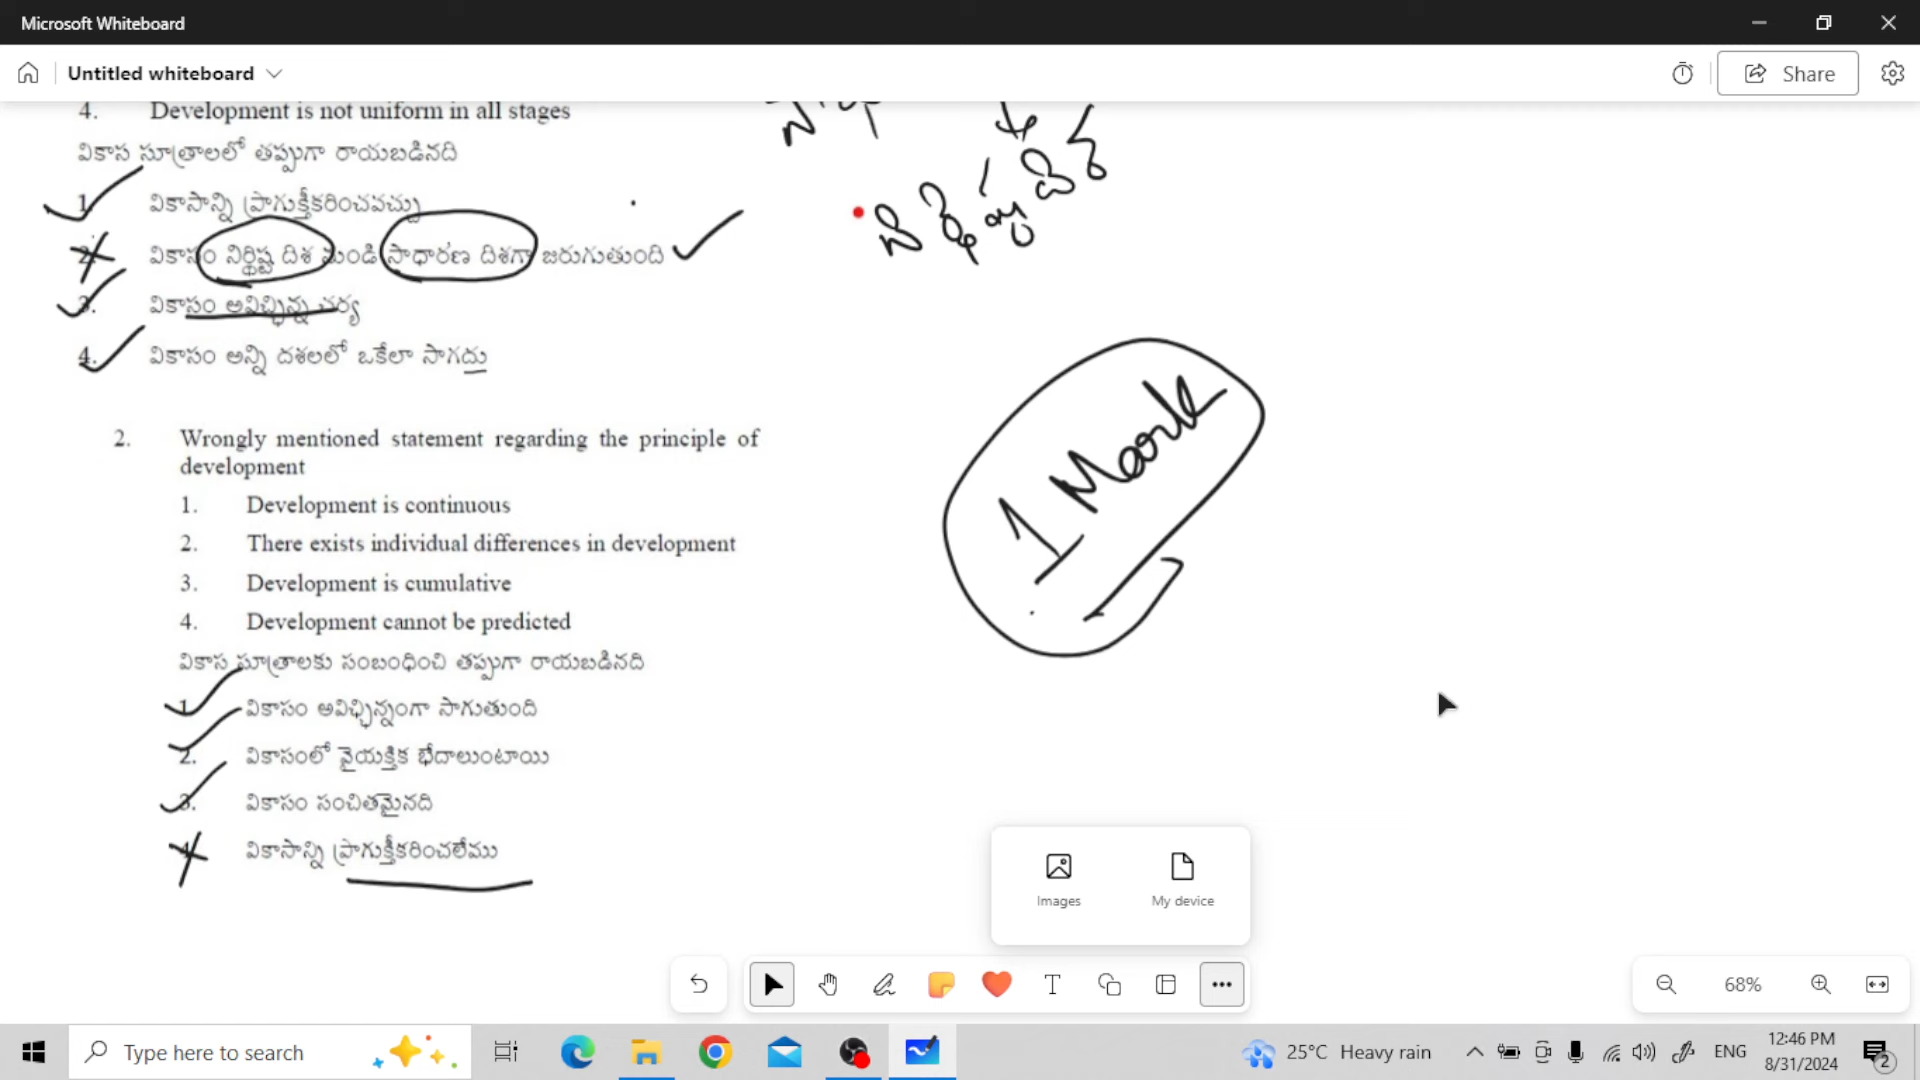 Microsoft Whiteboard
Untitled whiteboard
Share
4. Development is not uniform in all stages
వికాస సూత్రాలలో తప్పుగా రాయబడినది
1. వికాసాన్ని ప్రాగుక్తీకరించవచ్చు
2. వికాసం నిర్ధిష్ట దిశ నుండి సాధారణ దిశగా జరుగుతుంది
3. వికాసం అవిచ్ఛిన్న చర్య
4. వికాసం అన్ని దశలలో ఒకేలా సాగదు
2. Wrongly mentioned statement regarding the principle of
development
1. Development is continuous
2. There exists individual differences in development
3. Development is cumulative
4. Development cannot be predicted
వికాస సూత్రాలకు సంబంధించి తప్పుగా రాయబడినది
1. వికాసం అవిచ్ఛిన్నంగా సాగుతుంది
2. వికాసంలో వైయక్తిక భేదాలుంటాయి
3. వికాసం సంచితమైనది
4. వికాసాన్ని ప్రాగుక్తీకరించలేము
1 Mark
Images
My device
68%
Type here to search
25°C Heavy rain
ENG
12:46 PM
8/31/2024
2